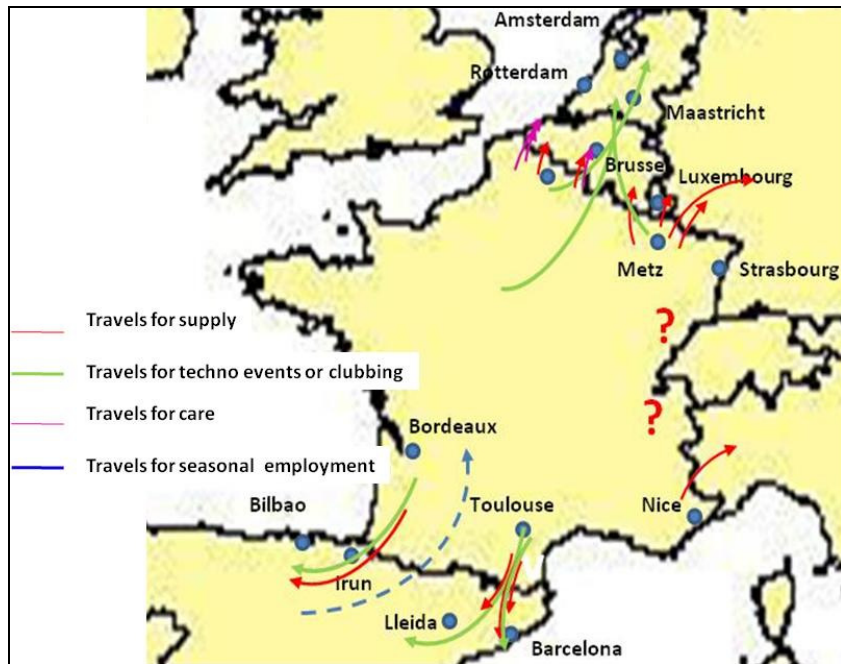 Amsterdam
Rotterdam
Maastricht
Brusse
Luxembourg
Metz
Strasbourg
?
?
Travels for supply
Travels for techno events or clubbing
Travels for care
Travels for seasonal employment
Bordeaux
Bilbao
Toulouse
Nice
Irun
Lleida
Barcelona